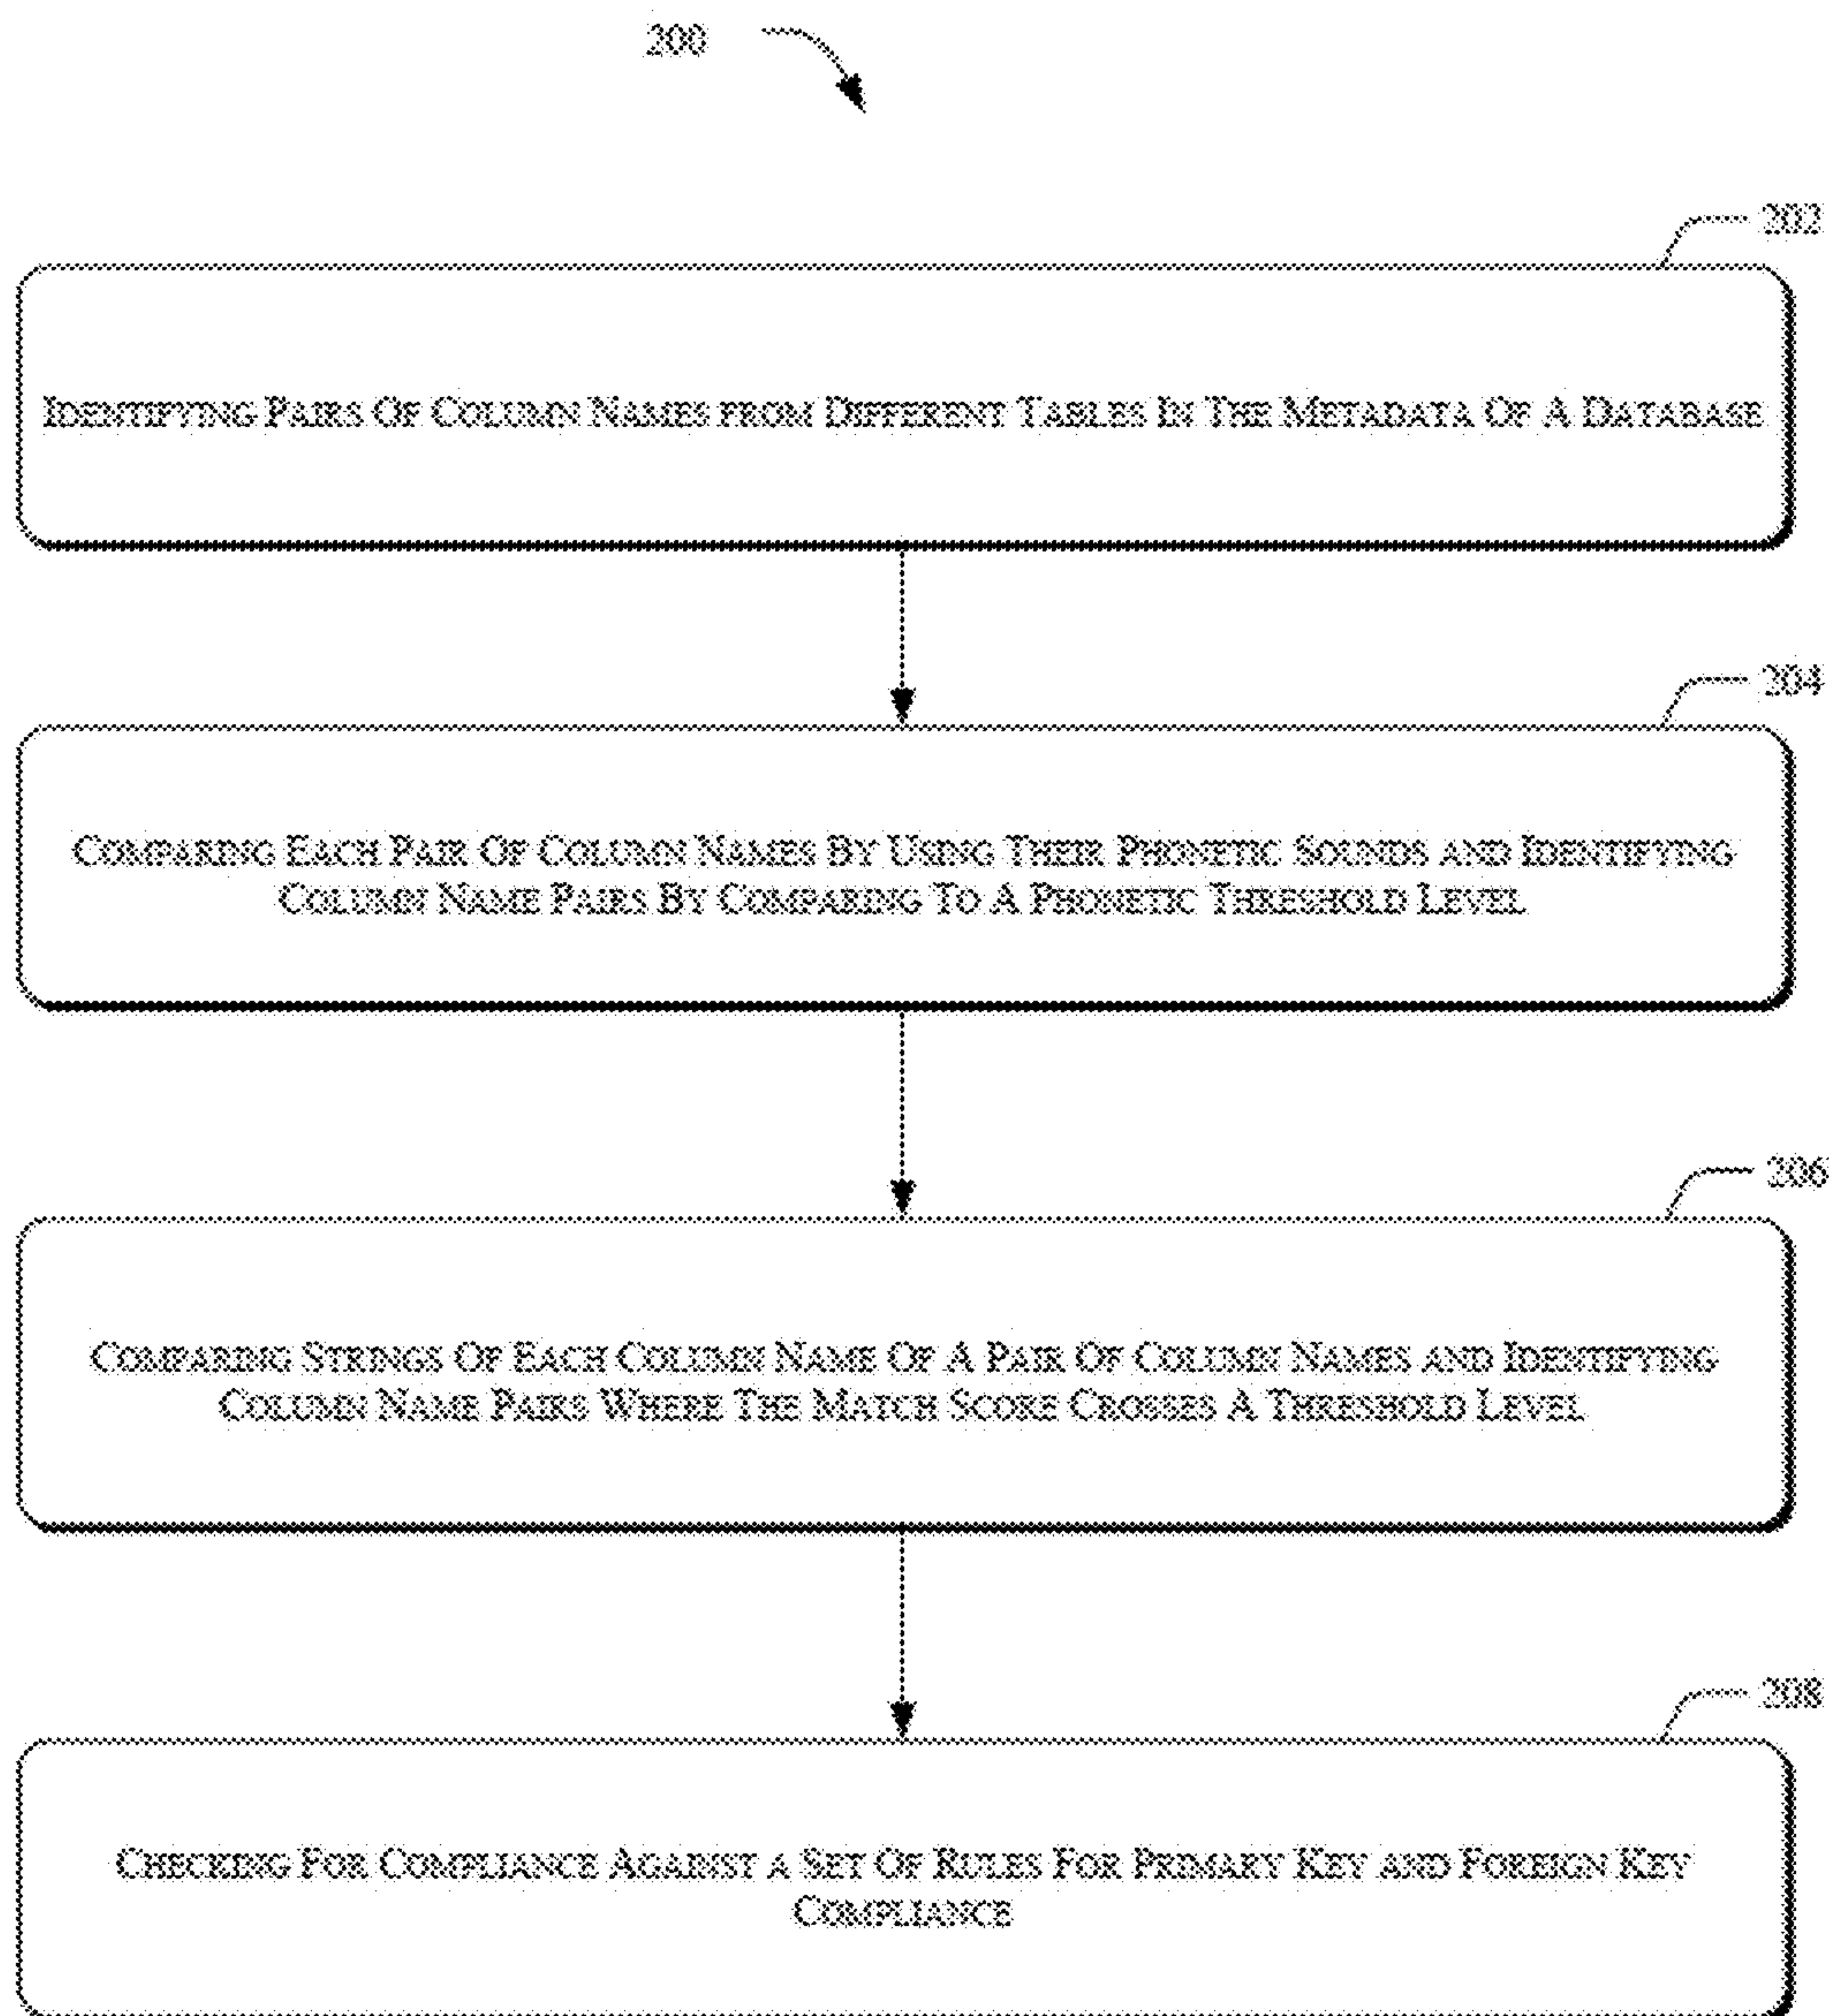 200
202
IDENTIFYING PAIRS OF COLUMN NAMES FROM DIFFERENT TABLES IN THE METADATA OF A DATABASE
204
COMPARING EACH PAIR OF COLUMN NAMES BY USING THEIR PHONETIC SOUNDS AND IDENTIFYING
COLUMN NAME PAIRS BY COMPARING TO A PHONETIC THRESHOLD LEVEL
206
COMPARING STRINGS OF EACH COLUMN NAME OF A PAIR OF COLUMN NAMES AND IDENTIFYING
COLUMN NAME PAIRS WHERE THE MATCH SCORE CROSSES A THRESHOLD LEVEL
208
CHECKING FOR COMPLIANCE AGAINST A SET OF RULES FOR PRIMARY KEY AND FOREIGN KEY
COMPLIANCE